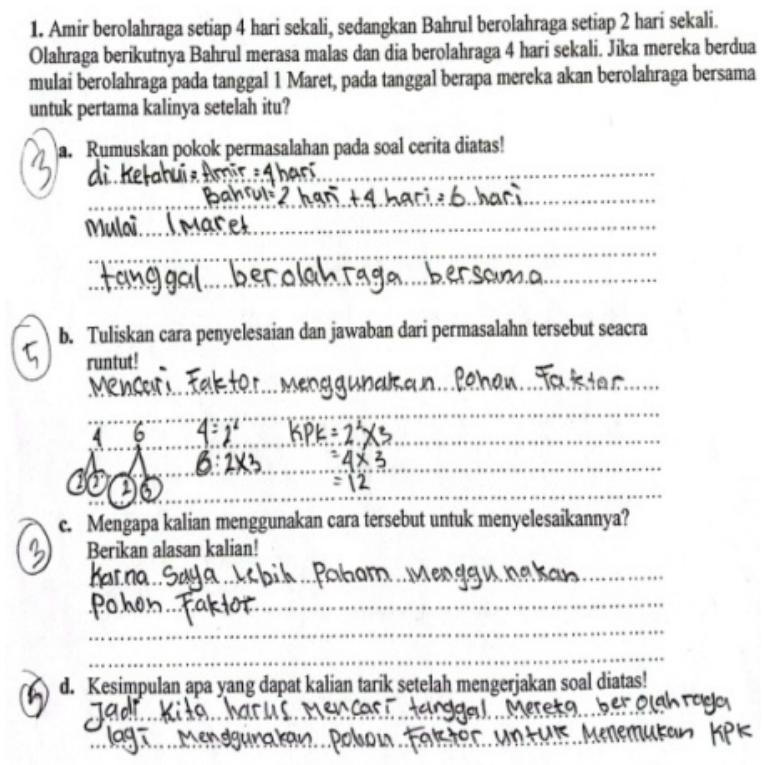 1. Amir berolahraga setiap 4 hari sekali, sedangkan Bahrul berolahraga setiap 2 hari sekali.
Olahraga berikutnya Bahrul merasa malas dan dia berolahraga 4 hari sekali. Jika mereka berdua
mulai berolahraga pada tanggal 1 Maret, pada tanggal berapa mereka akan berolahraga bersama
untuk pertama kalinya setelah itu?
3 a. Rumuskan pokok permasalahan pada soal cerita diatas!
di ketahui = Amir = 4 hari
Bahrul = 2 hari + 4 hari = 6 hari
Mulai 1 Maret
tanggal berolahraga bersama
5 b. Tuliskan cara penyelesaian dan jawaban dari permasalahn tersebut seacra
runtut!
Mencari Faktor menggunakan Pohon Faktor
4 6 4 = 2² KPK = 2² x 3
2 2 2 3 6 = 2x3 = 4 x 3
= 12
3 c. Mengapa kalian menggunakan cara tersebut untuk menyelesaikannya?
Berikan alasan kalian!
Karna Saya Lebih Paham Menggunakan
Pohon Faktor
5 d. Kesimpulan apa yang dapat kalian tarik setelah mengerjakan soal diatas!
Jadi Kita harus Mencari tanggal Mereka berolahraga
lagi Menggunakan Pohon Faktor untuk Menemukan KPK